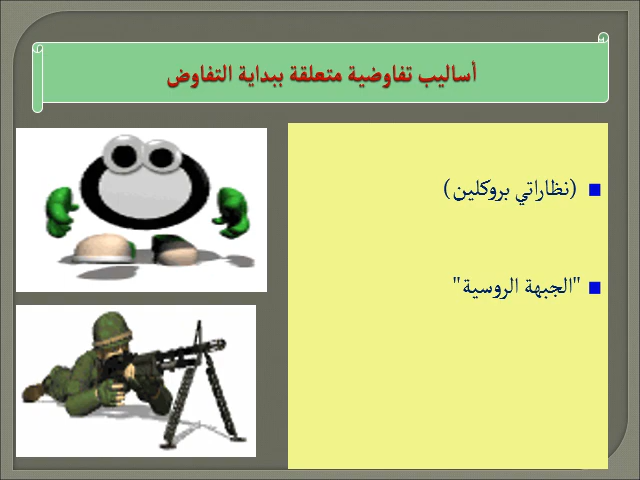 أساليب تفاوضية متعلقة ببداية التفاوض
(نظاراتي بروكلين)
"الجبهة الروسية"